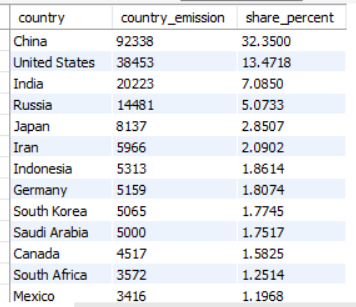 country country_emission share_percent
China 92338 32.3500
United States 38453 13.4718
India 20223 7.0850
Russia 14481 5.0733
Japan 8137 2.8507
Iran 5966 2.0902
Indonesia 5313 1.8614
Germany 5159 1.8074
South Korea 5065 1.7745
Saudi Arabia 5000 1.7517
Canada 4517 1.5825
South Africa 3572 1.2514
Mexico 3416 1.1968